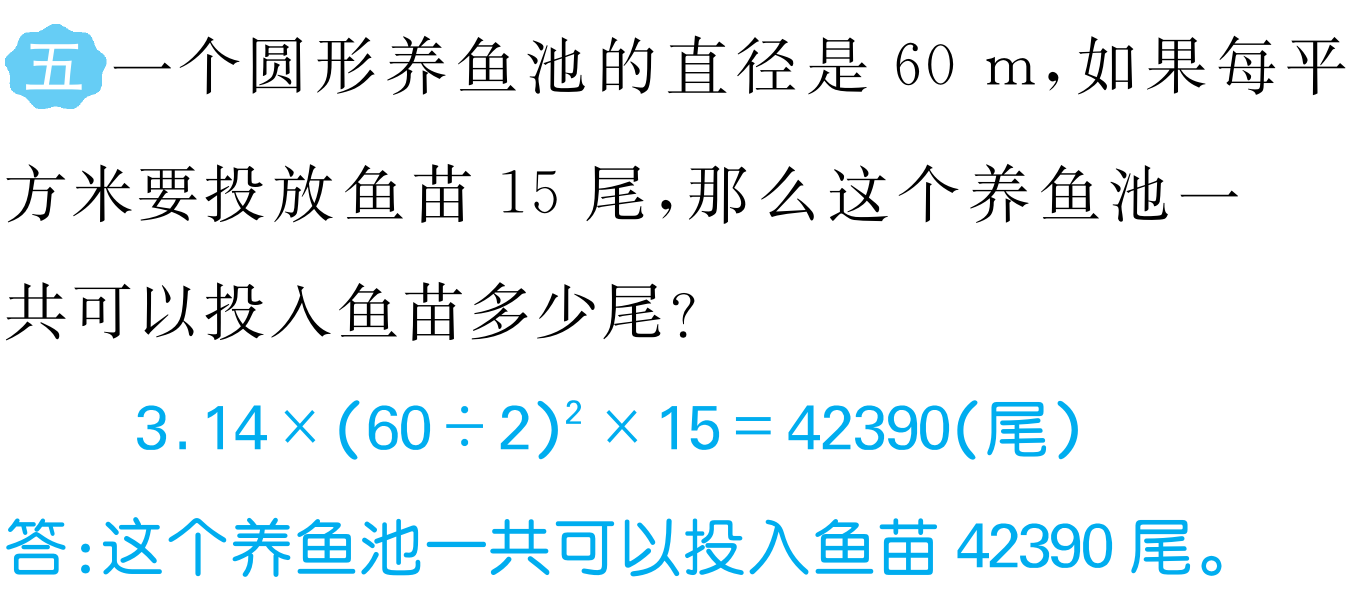 五 一个圆形养鱼池的直径是 60 m,如果每平
方米要投放鱼苗 15 尾,那么这个养鱼池一
共可以投入鱼苗多少尾?
3.14×(60÷2)²×15=42390(尾)
答:这个养鱼池一共可以投入鱼苗 42390 尾。